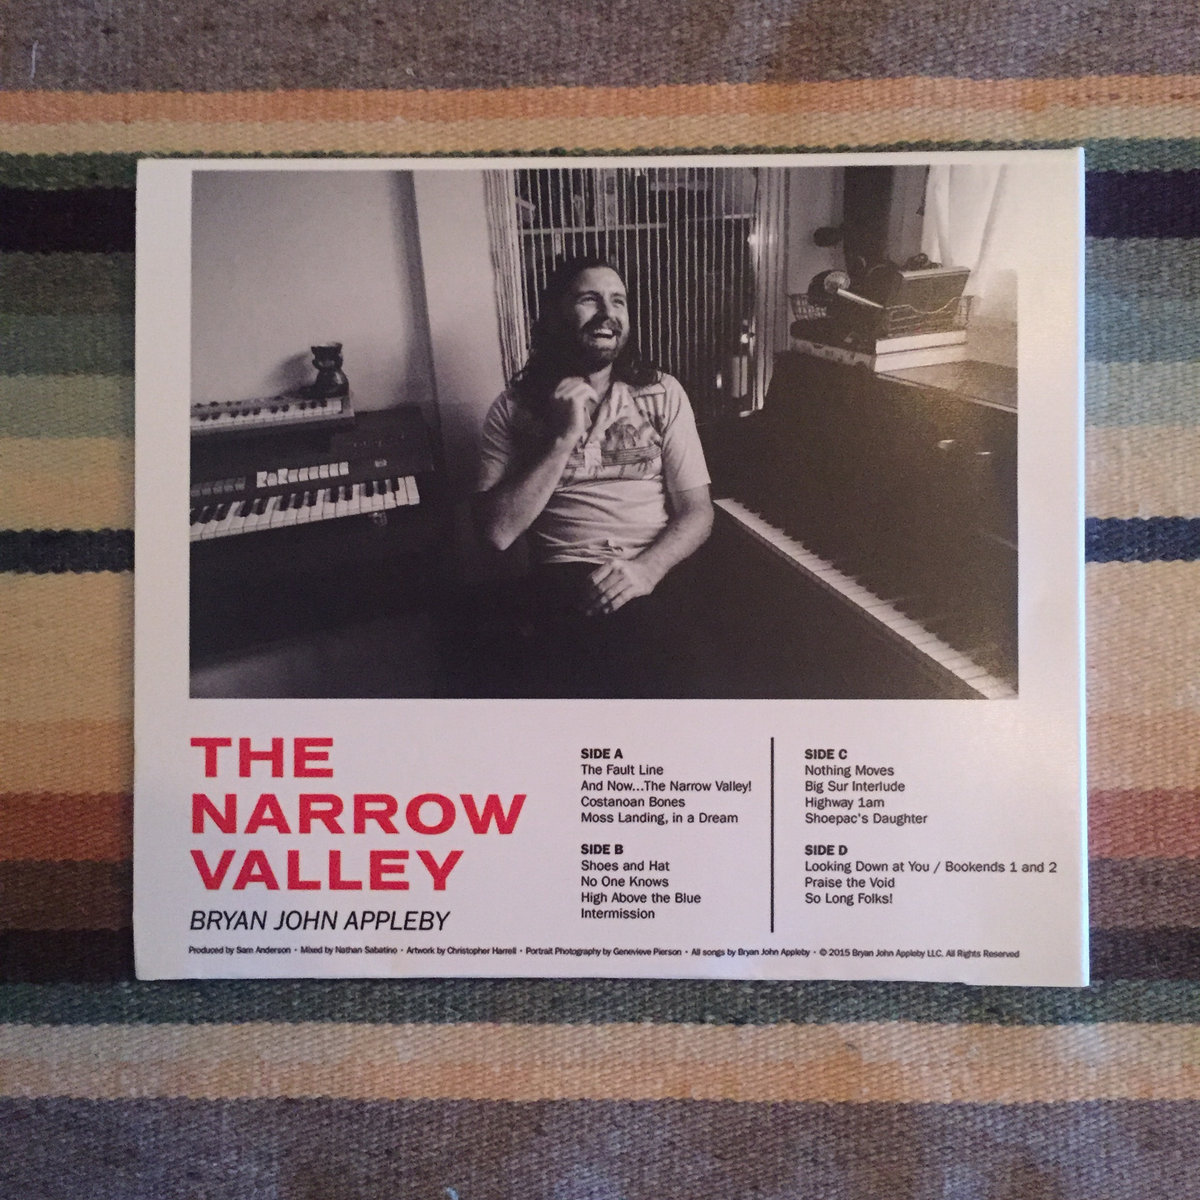 THE
NARROW
VALLEY
BRYAN JOHN APPLEBY
SIDE A
The Fault Line
And Now...The Narrow Valley!
Costanoan Bones
Moss Landing, in a Dream
SIDE B
Shoes and Hat
No One Knows
High Above the Blue
Intermission
SIDE C
Nothing Moves
Big Sur Interlude
Highway 1am
Shoepac's Daughter
SIDE D
Looking Down at You / Bookends 1 and 2
Praise the Void
So Long Folks!
Produced by Sam Anderson • Mixed by Nathan Sabatino • Artwork by Christopher Harrell • Portrait Photography by Genevieve Pierson • All songs by Bryan John Appleby • © 2015 Bryan John Appleby LLC. All Rights Reserved